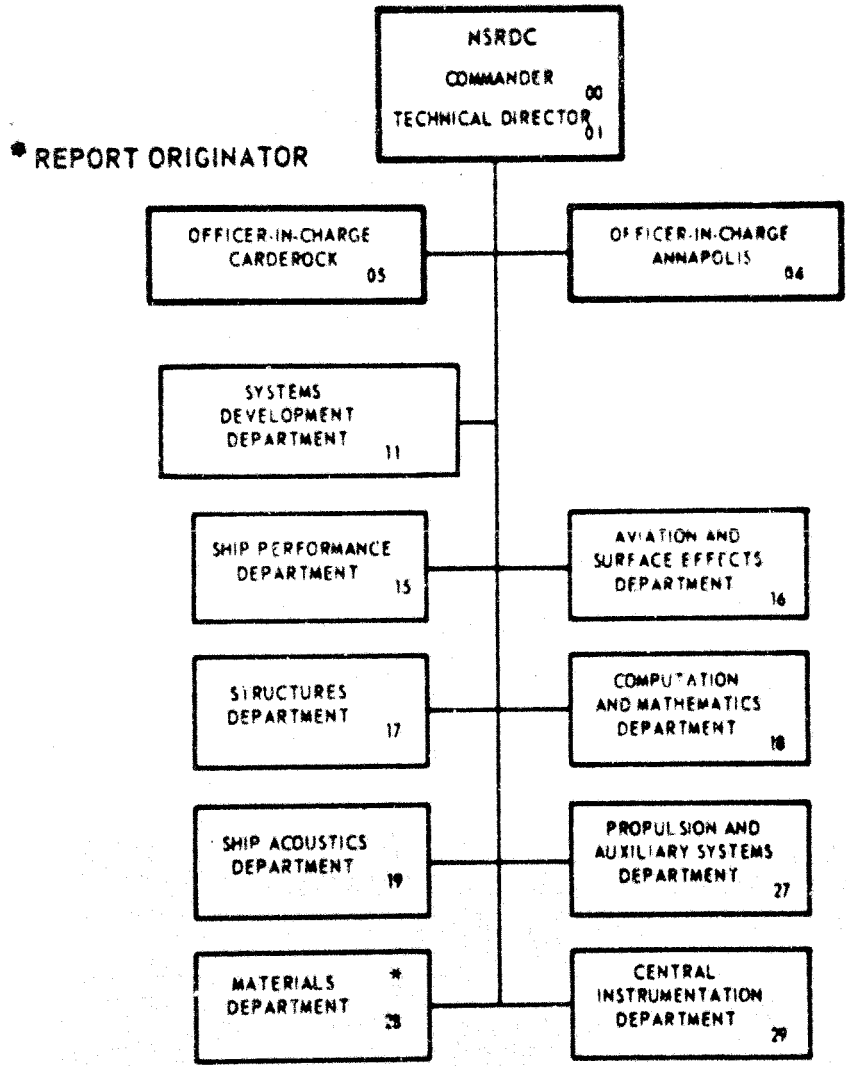 NSRDC
COMMANDER
00
TECHNICAL DIRECTOR
01
* REPORT ORIGINATOR
OFFICER-IN-CHARGE
CARDEROCK
05
OFFICER-IN-CHARGE
ANNAPOLIS
04
SYSTEMS
DEVELOPMENT
DEPARTMENT
11
SHIP PERFORMANCE
DEPARTMENT
15
AVIATION AND
SURFACE EFFECTS
DEPARTMENT
16
STRUCTURES
DEPARTMENT
17
COMPUTATION
AND MATHEMATICS
DEPARTMENT
18
SHIP ACOUSTICS
DEPARTMENT
19
PROPULSION AND
AUXILIARY SYSTEMS
DEPARTMENT
27
MATERIALS *
DEPARTMENT
28
CENTRAL
INSTRUMENTATION
DEPARTMENT
29